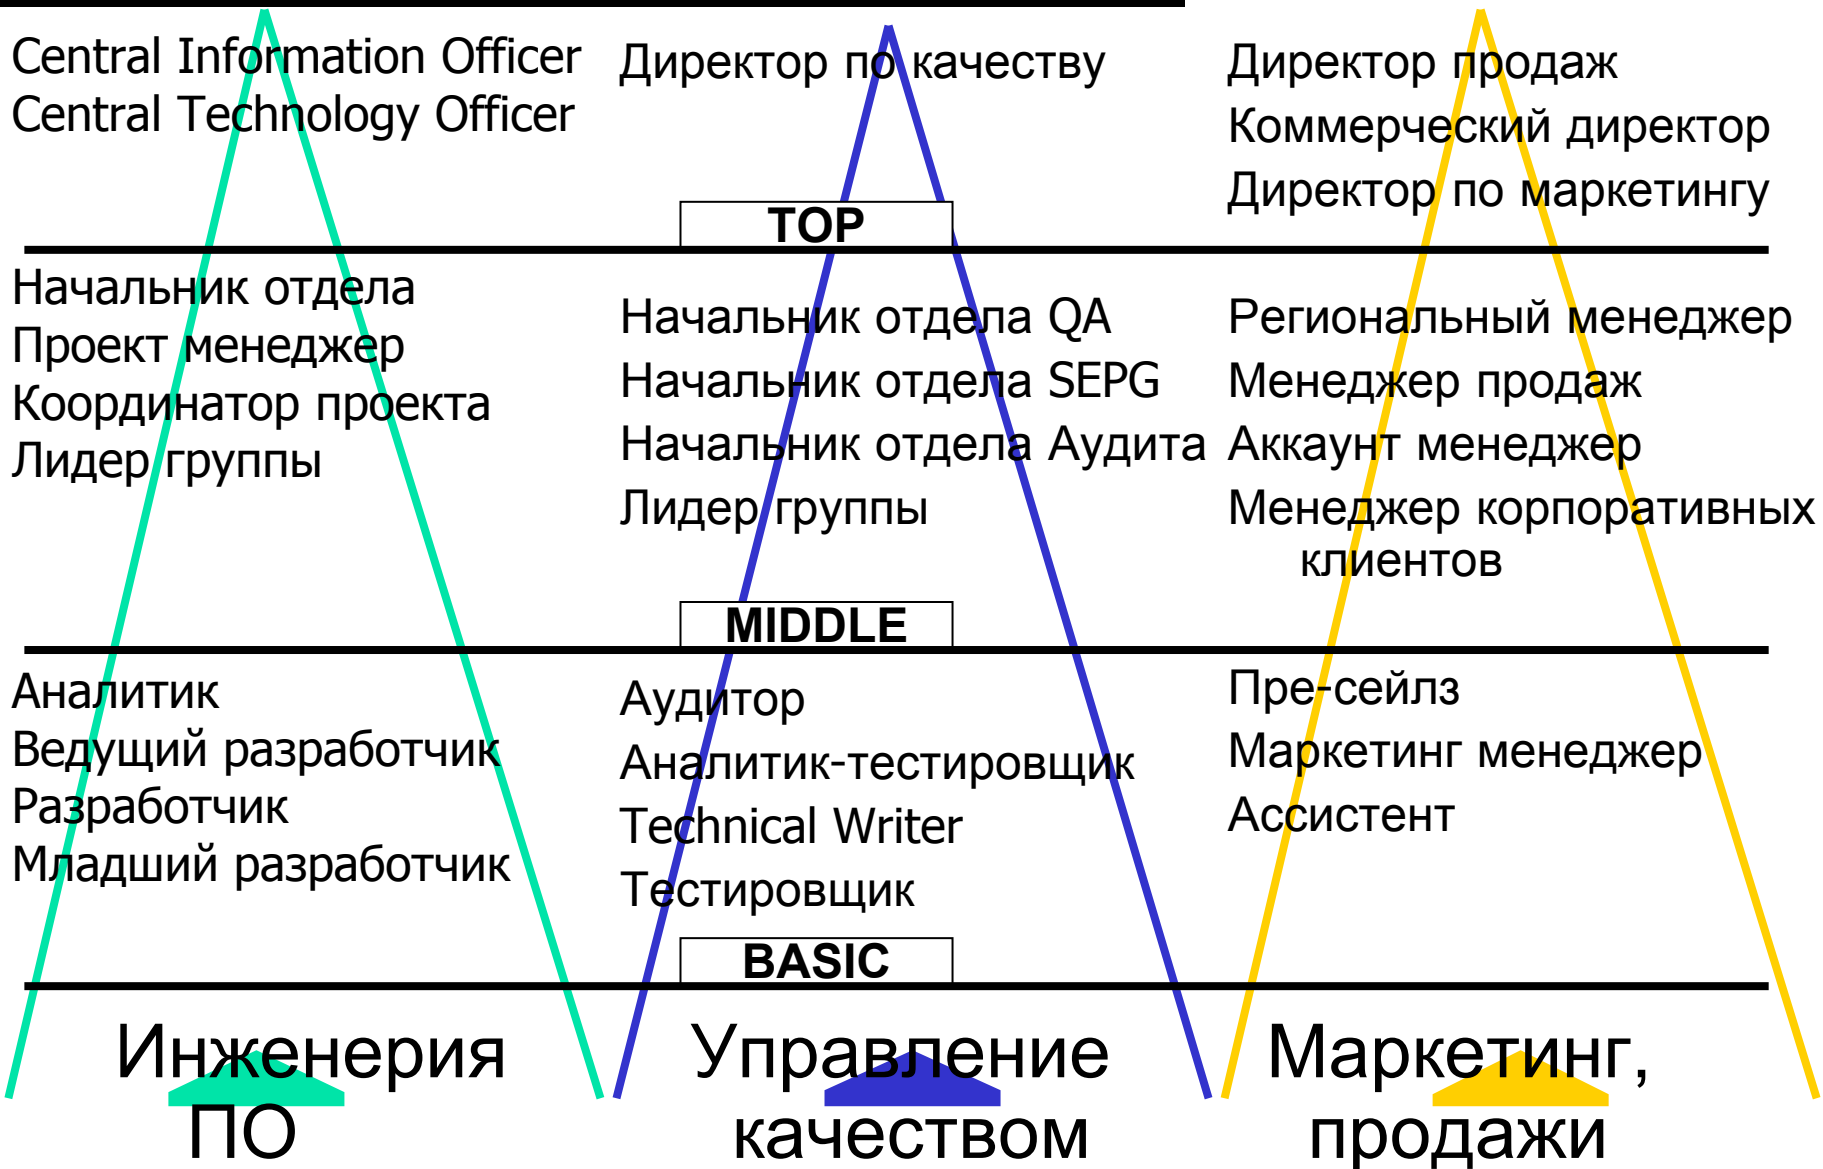 Central Information Officer
Central Technology Officer
Директор по качеству
Директор продаж
Коммерческий директор
Директор по маркетингу
TOP
Начальник отдела
Проект менеджер
Координатор проекта
Лидер группы
Начальник отдела QA
Начальник отдела SEPG
Начальник отдела Аудита
Лидер группы
Региональный менеджер
Менеджер продаж
Аккаунт менеджер
Менеджер корпоративных
клиентов
MIDDLE
Аналитик
Ведущий разработчик
Разработчик
Младший разработчик
Аудитор
Аналитик-тестировщик
Technical Writer
Тестировщик
Пре-сейлз
Маркетинг менеджер
Ассистент
BASIC
Инженерия
ПО
Управление
качеством
Маркетинг,
продажи